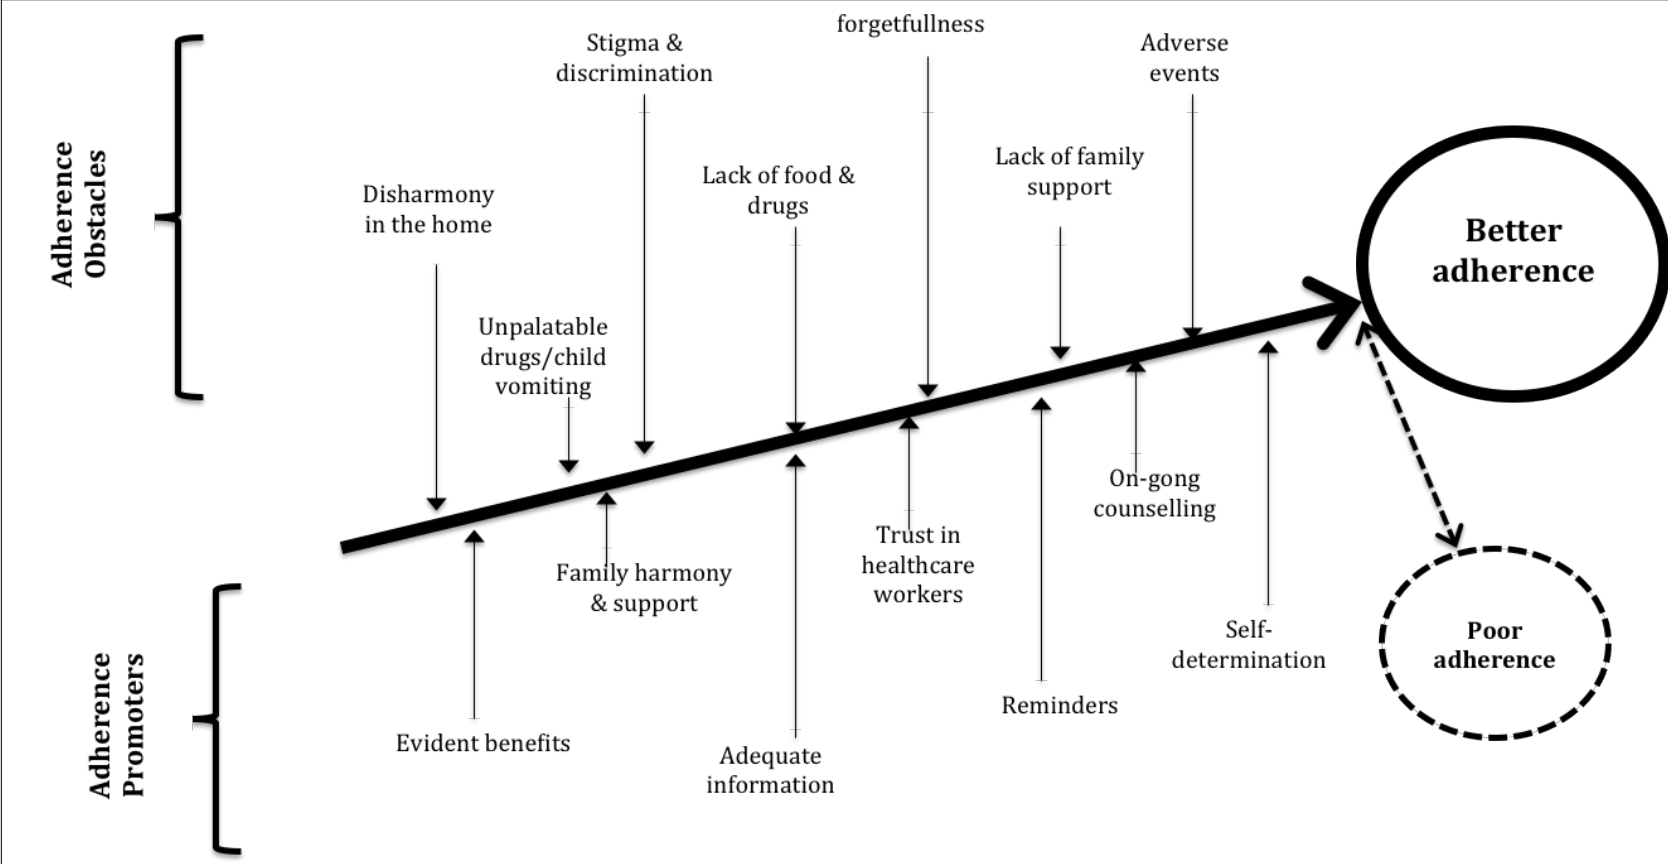 forgetfullness
Stigma &
discrimination
Adverse
events
Adherence
Obstacles
Lack of family
support
Lack of food &
drugs
Disharmony
in the home
Better
adherence
Unpalatable
drugs/child
vomiting
On-gong
counselling
Trust in
healthcare
workers
Family harmony
& support
Self-
determination
Poor
adherence
Adherence
Promoters
Reminders
Evident benefits
Adequate
information